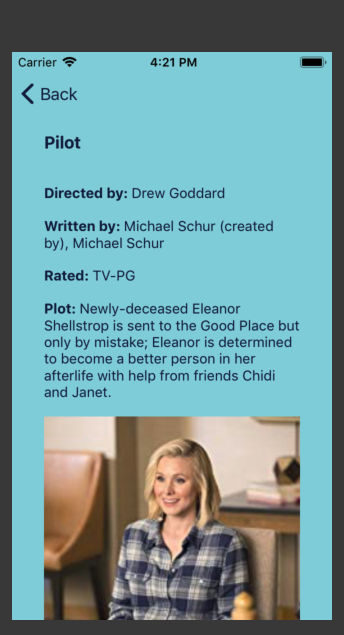 Carrier 4:21 PM
Back
Pilot
Directed by: Drew Goddard
Written by: Michael Schur (created
by), Michael Schur
Rated: TV-PG
Plot: Newly-deceased Eleanor
Shellstrop is sent to the Good Place but
only by mistake; Eleanor is determined
to become a better person in her
afterlife with help from friends Chidi
and Janet.